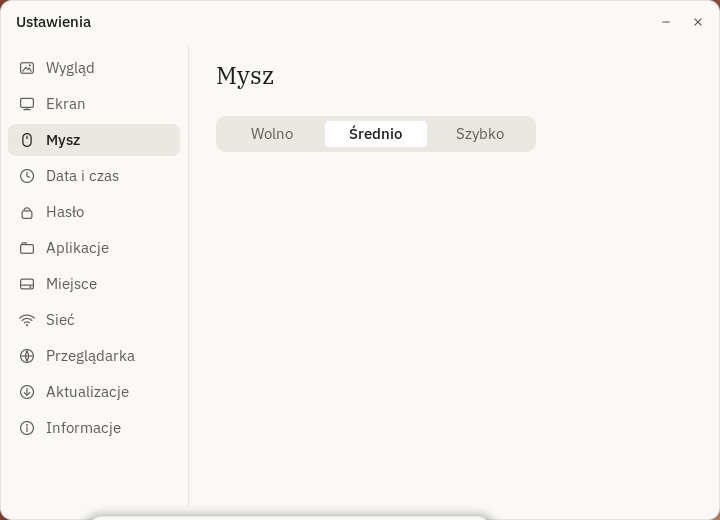 Ustawienia
Wygląd
Ekran
Mysz
Data i czas
Hasło
Aplikacje
Miejsce
Sieć
Przeglądarka
Aktualizacje
Informacje
Mysz
Wolno Średnio Szybko